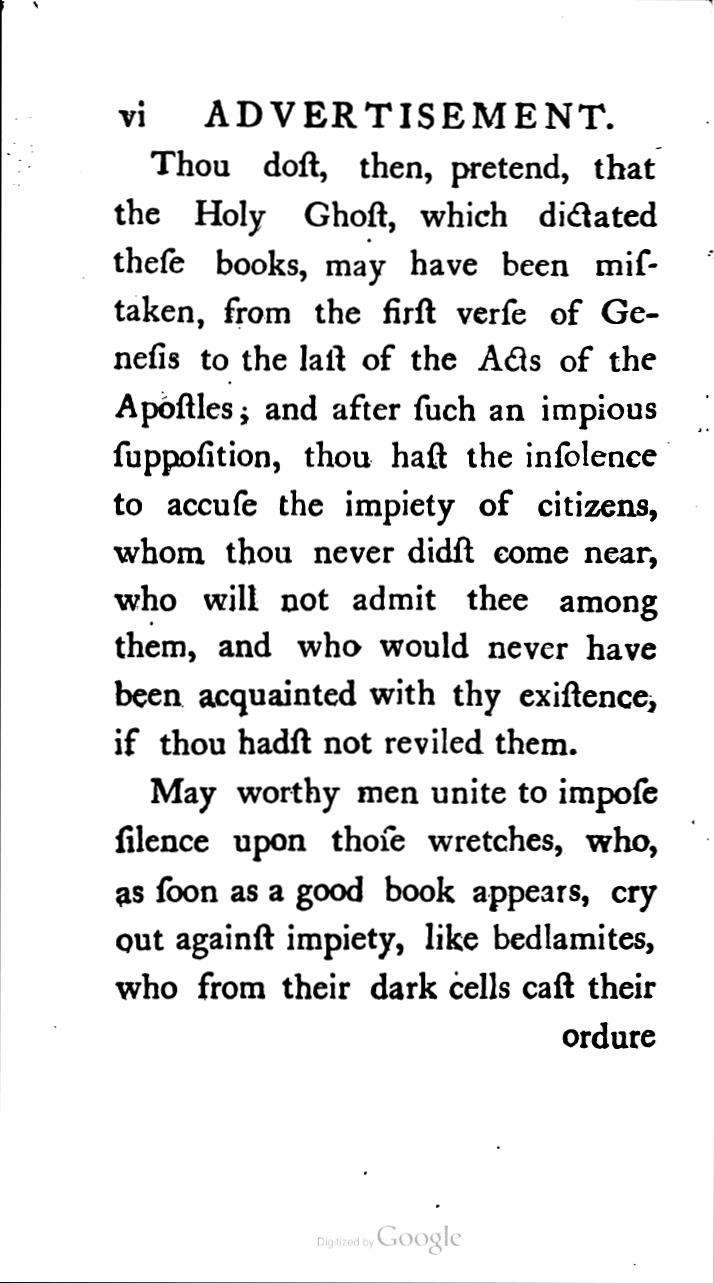 vi ADVERTISEMENT.
Thou doſt, then, pretend, that
the Holy Ghoſt, which dictated
theſe books, may have been miſ-
taken, from the firſt verſe of Ge-
neſis to the laſt of the Acts of the
Apoſtles; and after ſuch an impious
ſuppoſition, thou haſt the inſolence
to accuſe the impiety of citizens,
whom thou never didſt come near,
who will not admit thee among
them, and who would never have
been acquainted with thy exiſtence,
if thou hadſt not reviled them.
May worthy men unite to impoſe
ſilence upon thoſe wretches, who,
as ſoon as a good book appears, cry
out againſt impiety, like bedlamites,
who from their dark cells caſt their
ordure
Digitized by Google